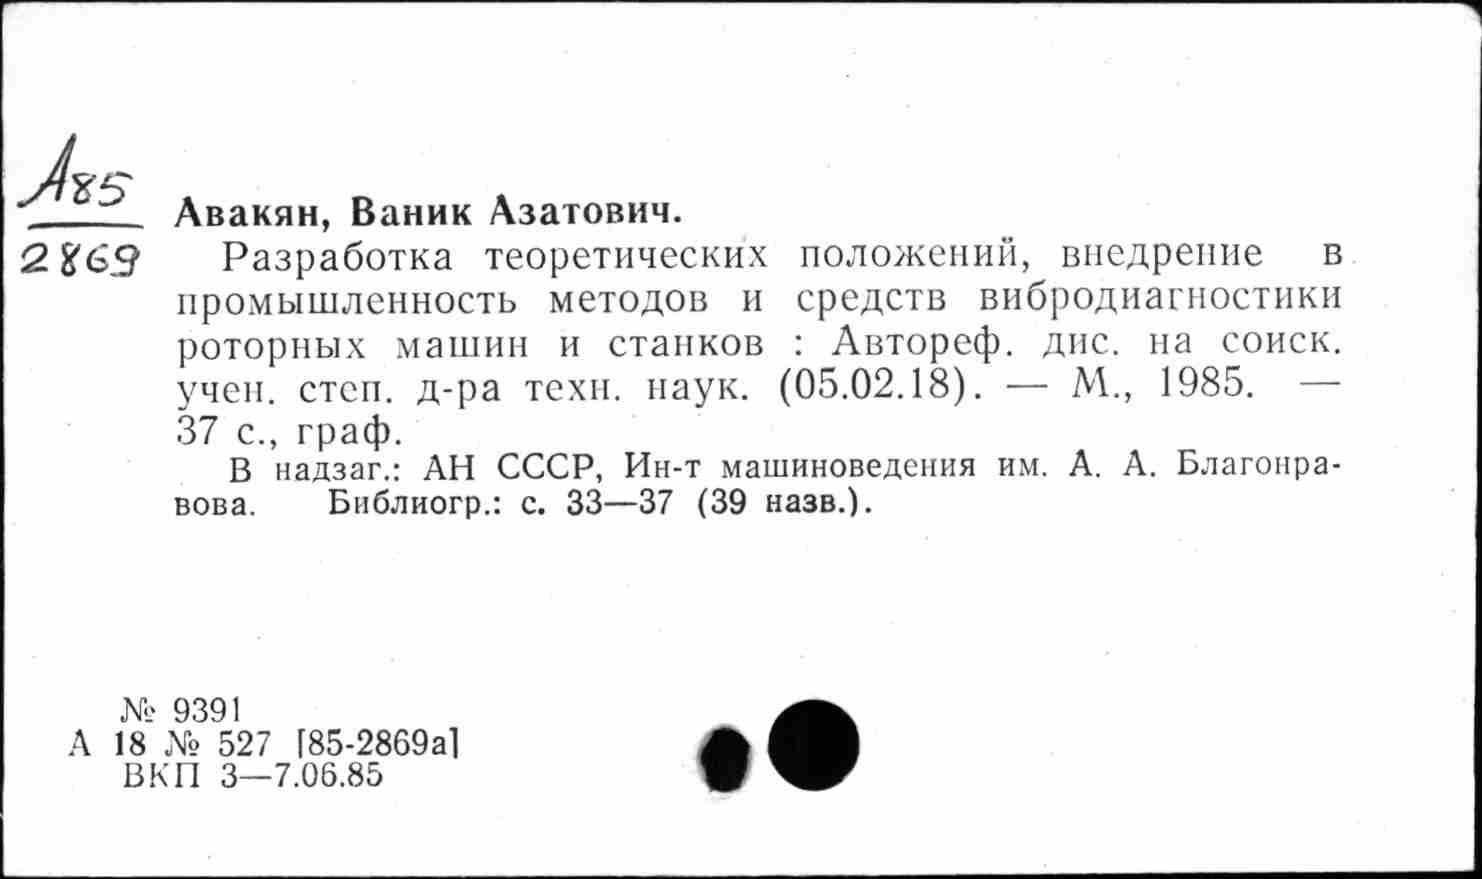 А85
2869
Авакян, Ваник Азатович.
Разработка теоретических положений, внедрение в
промышленность методов и средств вибродиагностики
роторных машин и станков : Автореф. дис. на соиск.
учен. степ. д-ра техн. наук. (05.02.18). — М., 1985. —
37 с., граф.
В надзаг.: АН СССР, Ин-т машиноведения им. А. А. Благонра-
вова. Библиогр.: с. 33—37 (39 назв.).
№ 9391
А 18 № 527 [85-2869а]
ВКП 3—7.06.85